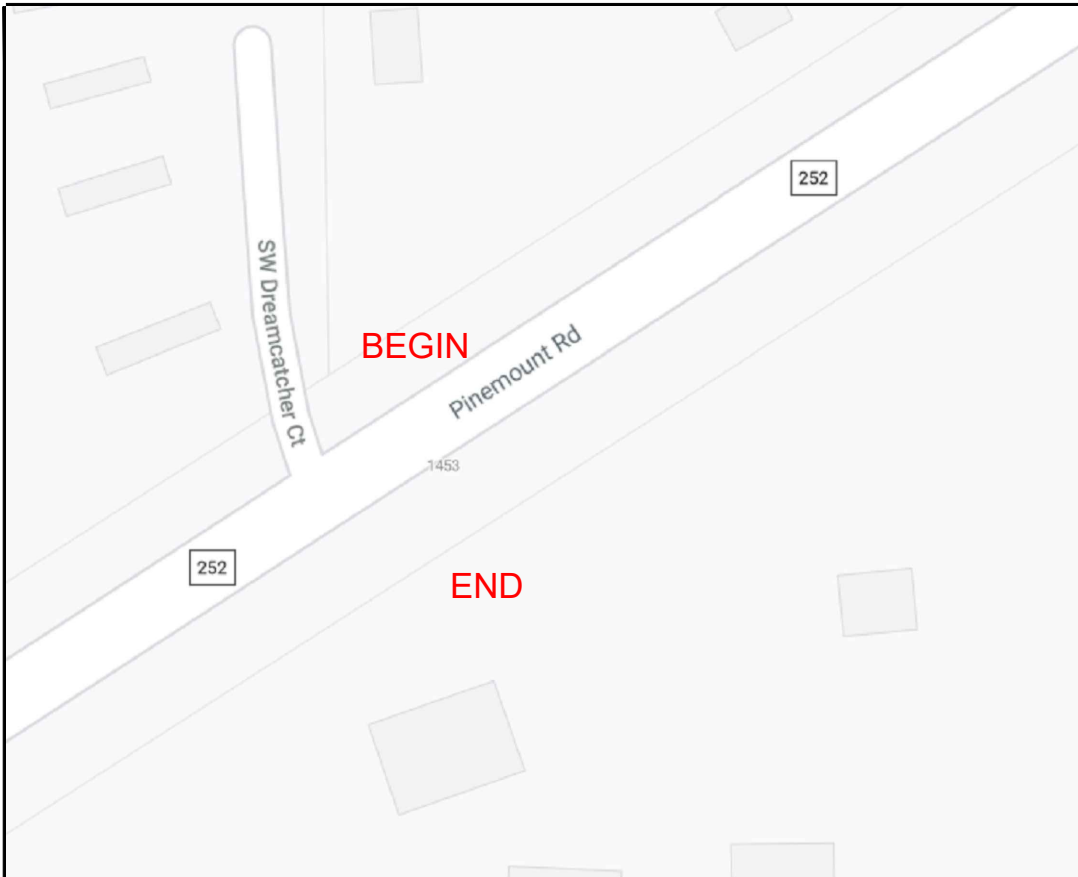 252
SW Dreamcatcher Ct
BEGIN
Pinemount Rd
1453
252
END